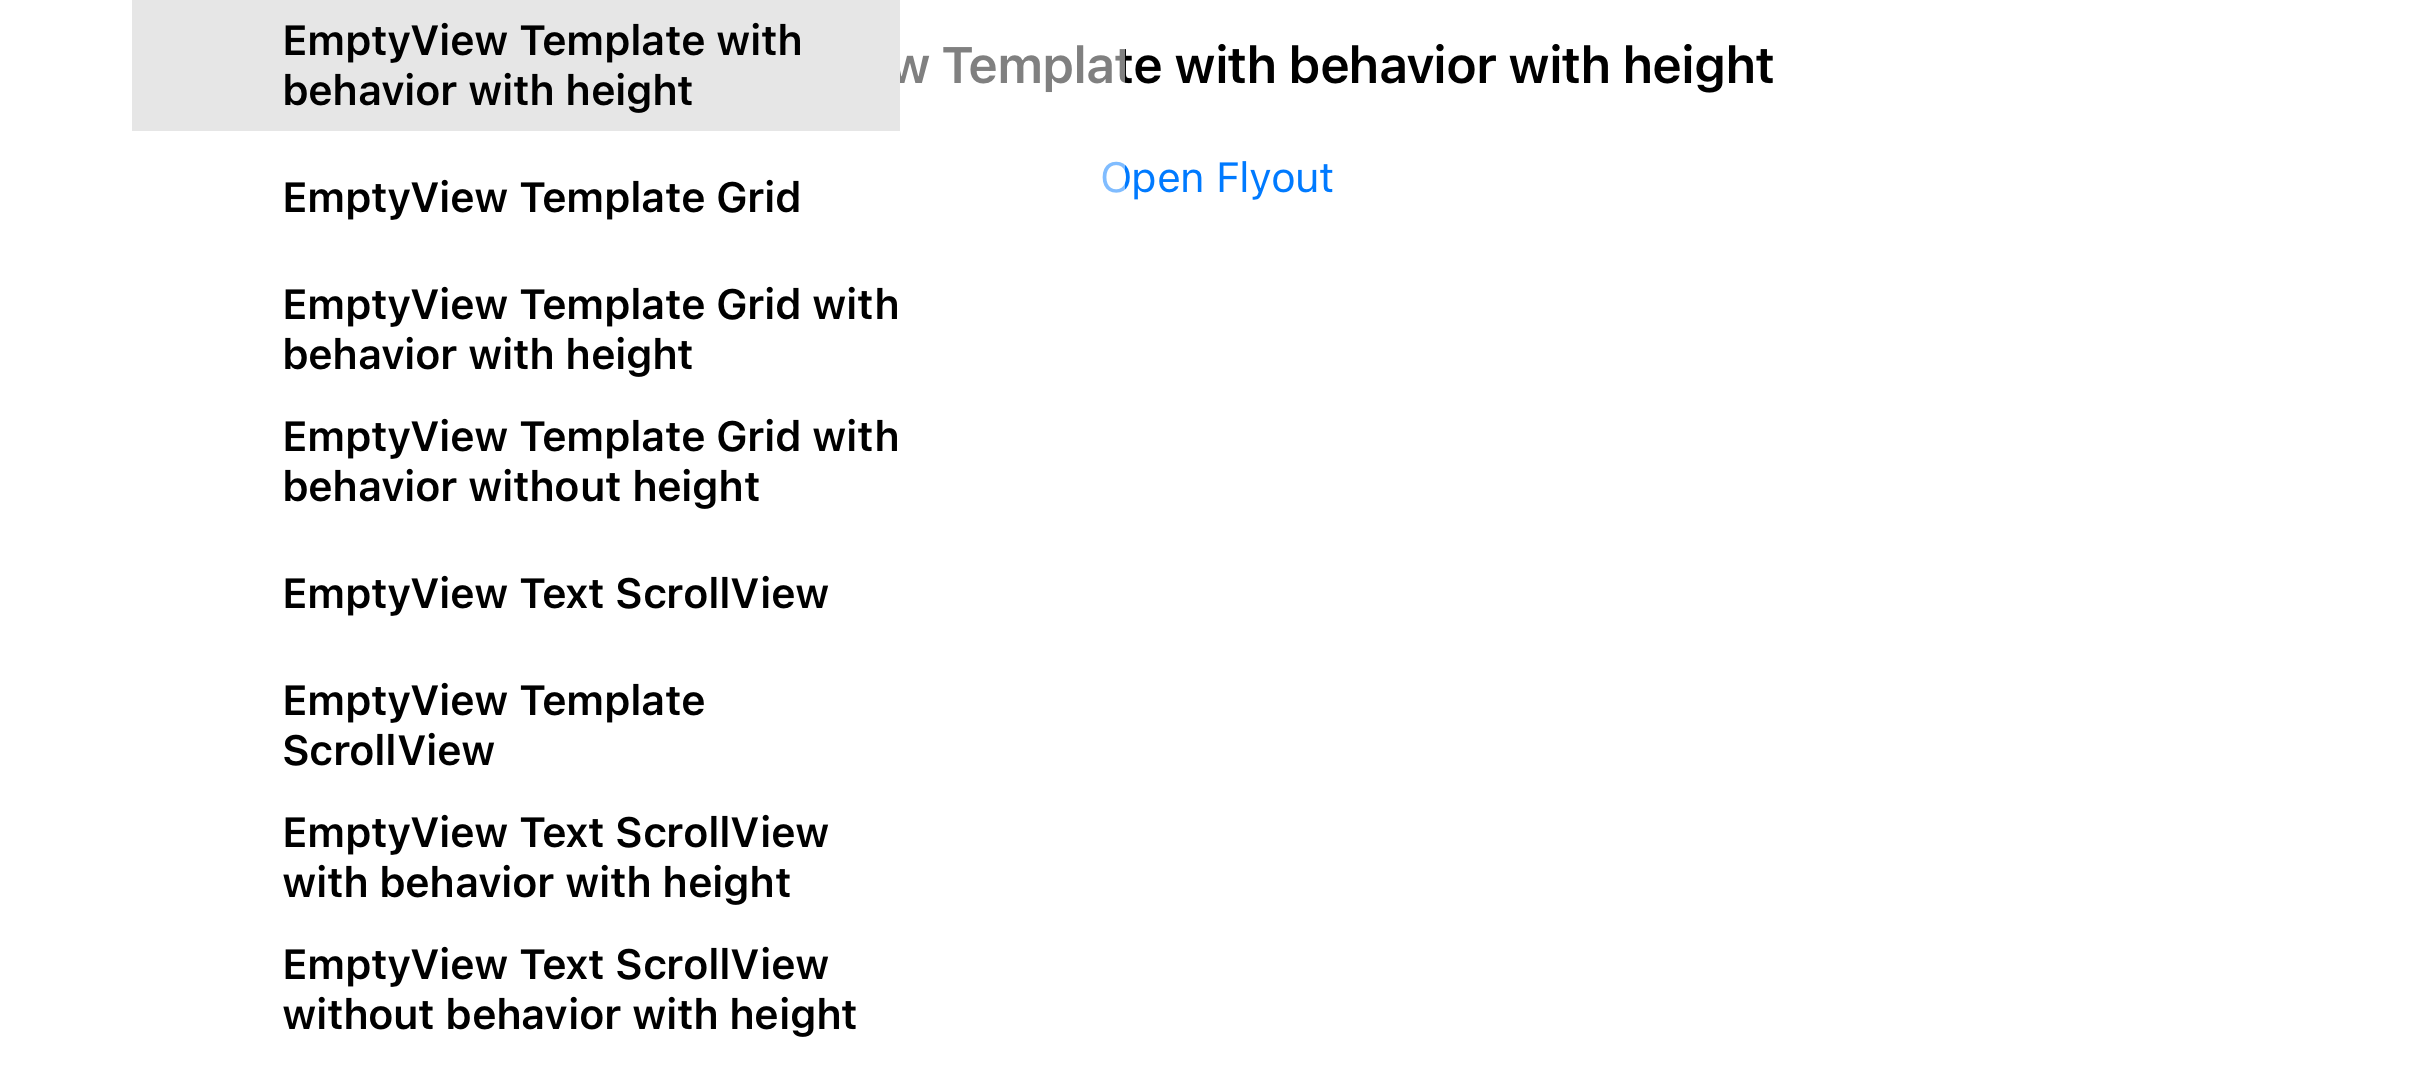 EmptyView Template with
behavior with height
EmptyView Template Grid
EmptyView Template Grid with
behavior with height
EmptyView Template Grid with
behavior without height
EmptyView Text ScrollView
EmptyView Template
ScrollView
EmptyView Text ScrollView
with behavior with height
EmptyView Text ScrollView
without behavior with height
w Template with behavior with height
Open Flyout